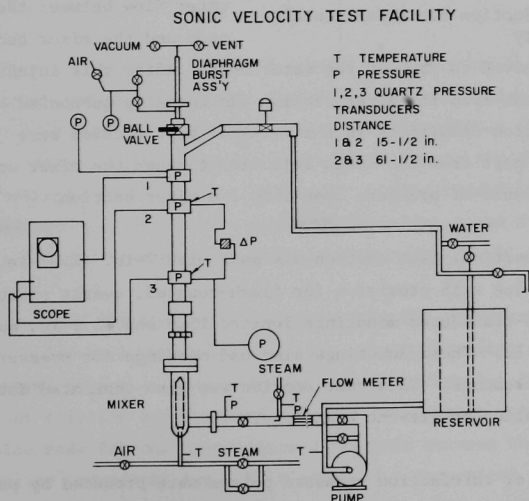 SONIC VELOCITY TEST FACILITY
VACUUM
VENT
AIR
DIAPHRAGM
BURST
ASS'Y
T TEMPERATURE
PRESSURE
1,2,3 QUARTZ PRESSURE
TRANSDUCERS
DISTANCE
1 & 2 15-1/2 in.
2 & 3 61-1/2 in.
P
P
BALL
VALVE
P
1
T
P
2
ΔP
WATER
T
P
3
SCOPE
P
STEAM
MIXER
T
P
T
P
FLOW METER
RESERVOIR
AIR
T
STEAM
T
PUMP